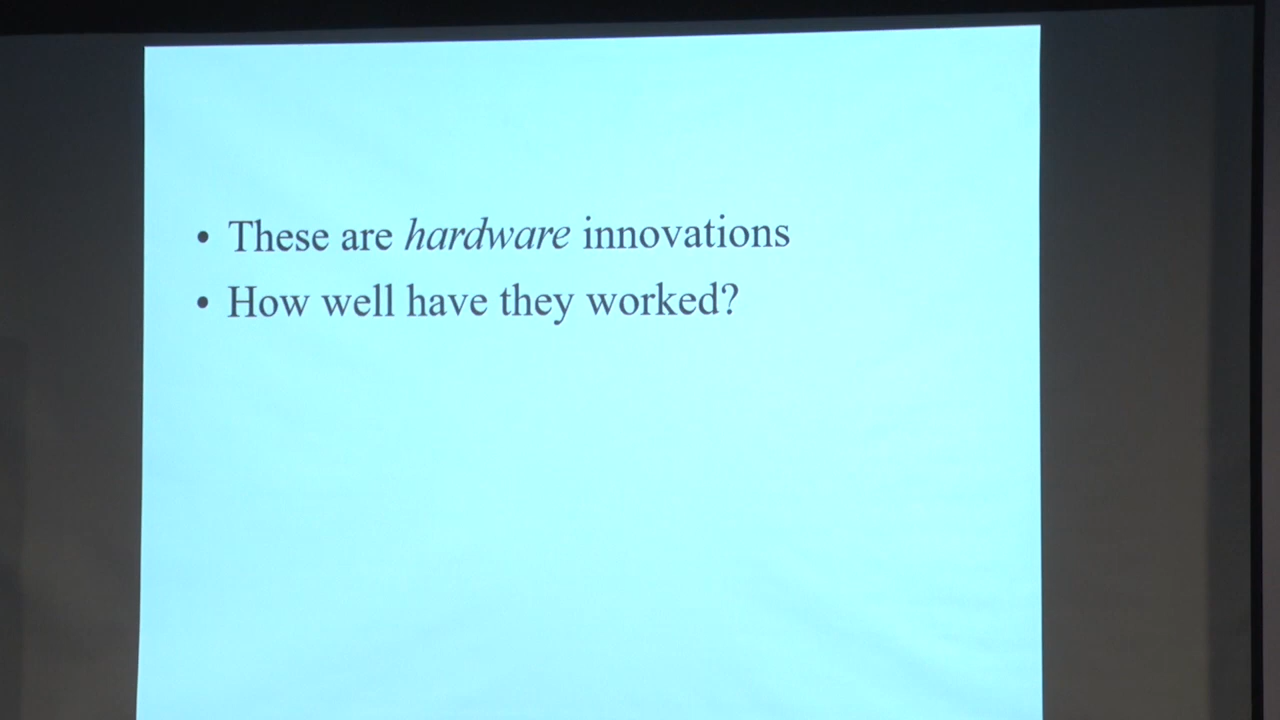 • These are hardware innovations
• How well have they worked?